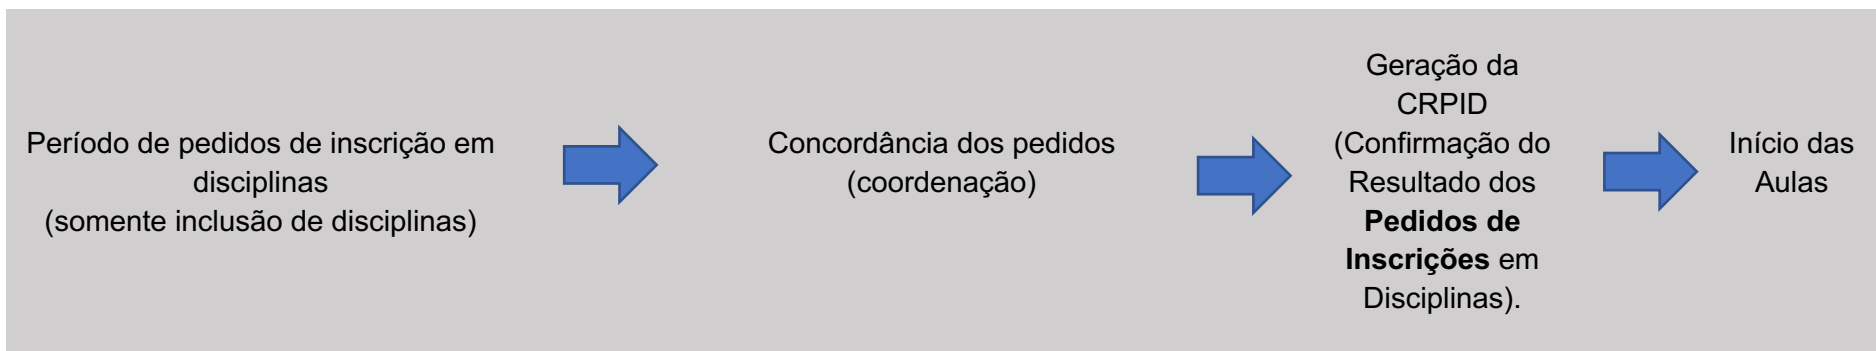 Período de pedidos de inscrição em
disciplinas
(somente inclusão de disciplinas)
Concordância dos pedidos
(coordenação)
Geração da
CRPID
(Confirmação do
Resultado dos
Pedidos de
Inscrições em
Disciplinas).
Início das
Aulas